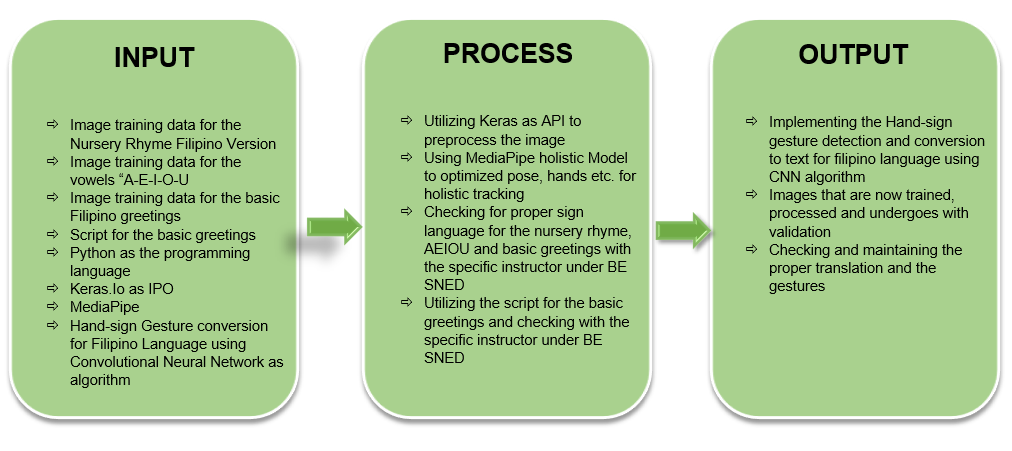 INPUT
⇨ Image training data for the
Nursery Rhyme Filipino Version
⇨ Image training data for the
vowels “A-E-I-O-U
⇨ Image training data for the basic
Filipino greetings
⇨ Script for the basic greetings
⇨ Python as the programming
language
⇨ Keras.Io as IPO
⇨ MediaPipe
⇨ Hand-sign Gesture conversion
for Filipino Language using
Convolutional Neural Network as
algorithm
PROCESS
⇨ Utilizing Keras as API to
preprocess the image
⇨ Using MediaPipe holistic Model
to optimized pose, hands etc. for
holistic tracking
⇨ Checking for proper sign
language for the nursery rhyme,
AEIOU and basic greetings with
the specific instructor under BE
SNED
⇨ Utilizing the script for the basic
greetings and checking with the
specific instructor under BE
SNED
OUTPUT
⇨ Implementing the Hand-sign
gesture detection and conversion
to text for filipino language using
CNN algorithm
⇨ Images that are now trained,
processed and undergoes with
validation
⇨ Checking and maintaining the
proper translation and the
gestures